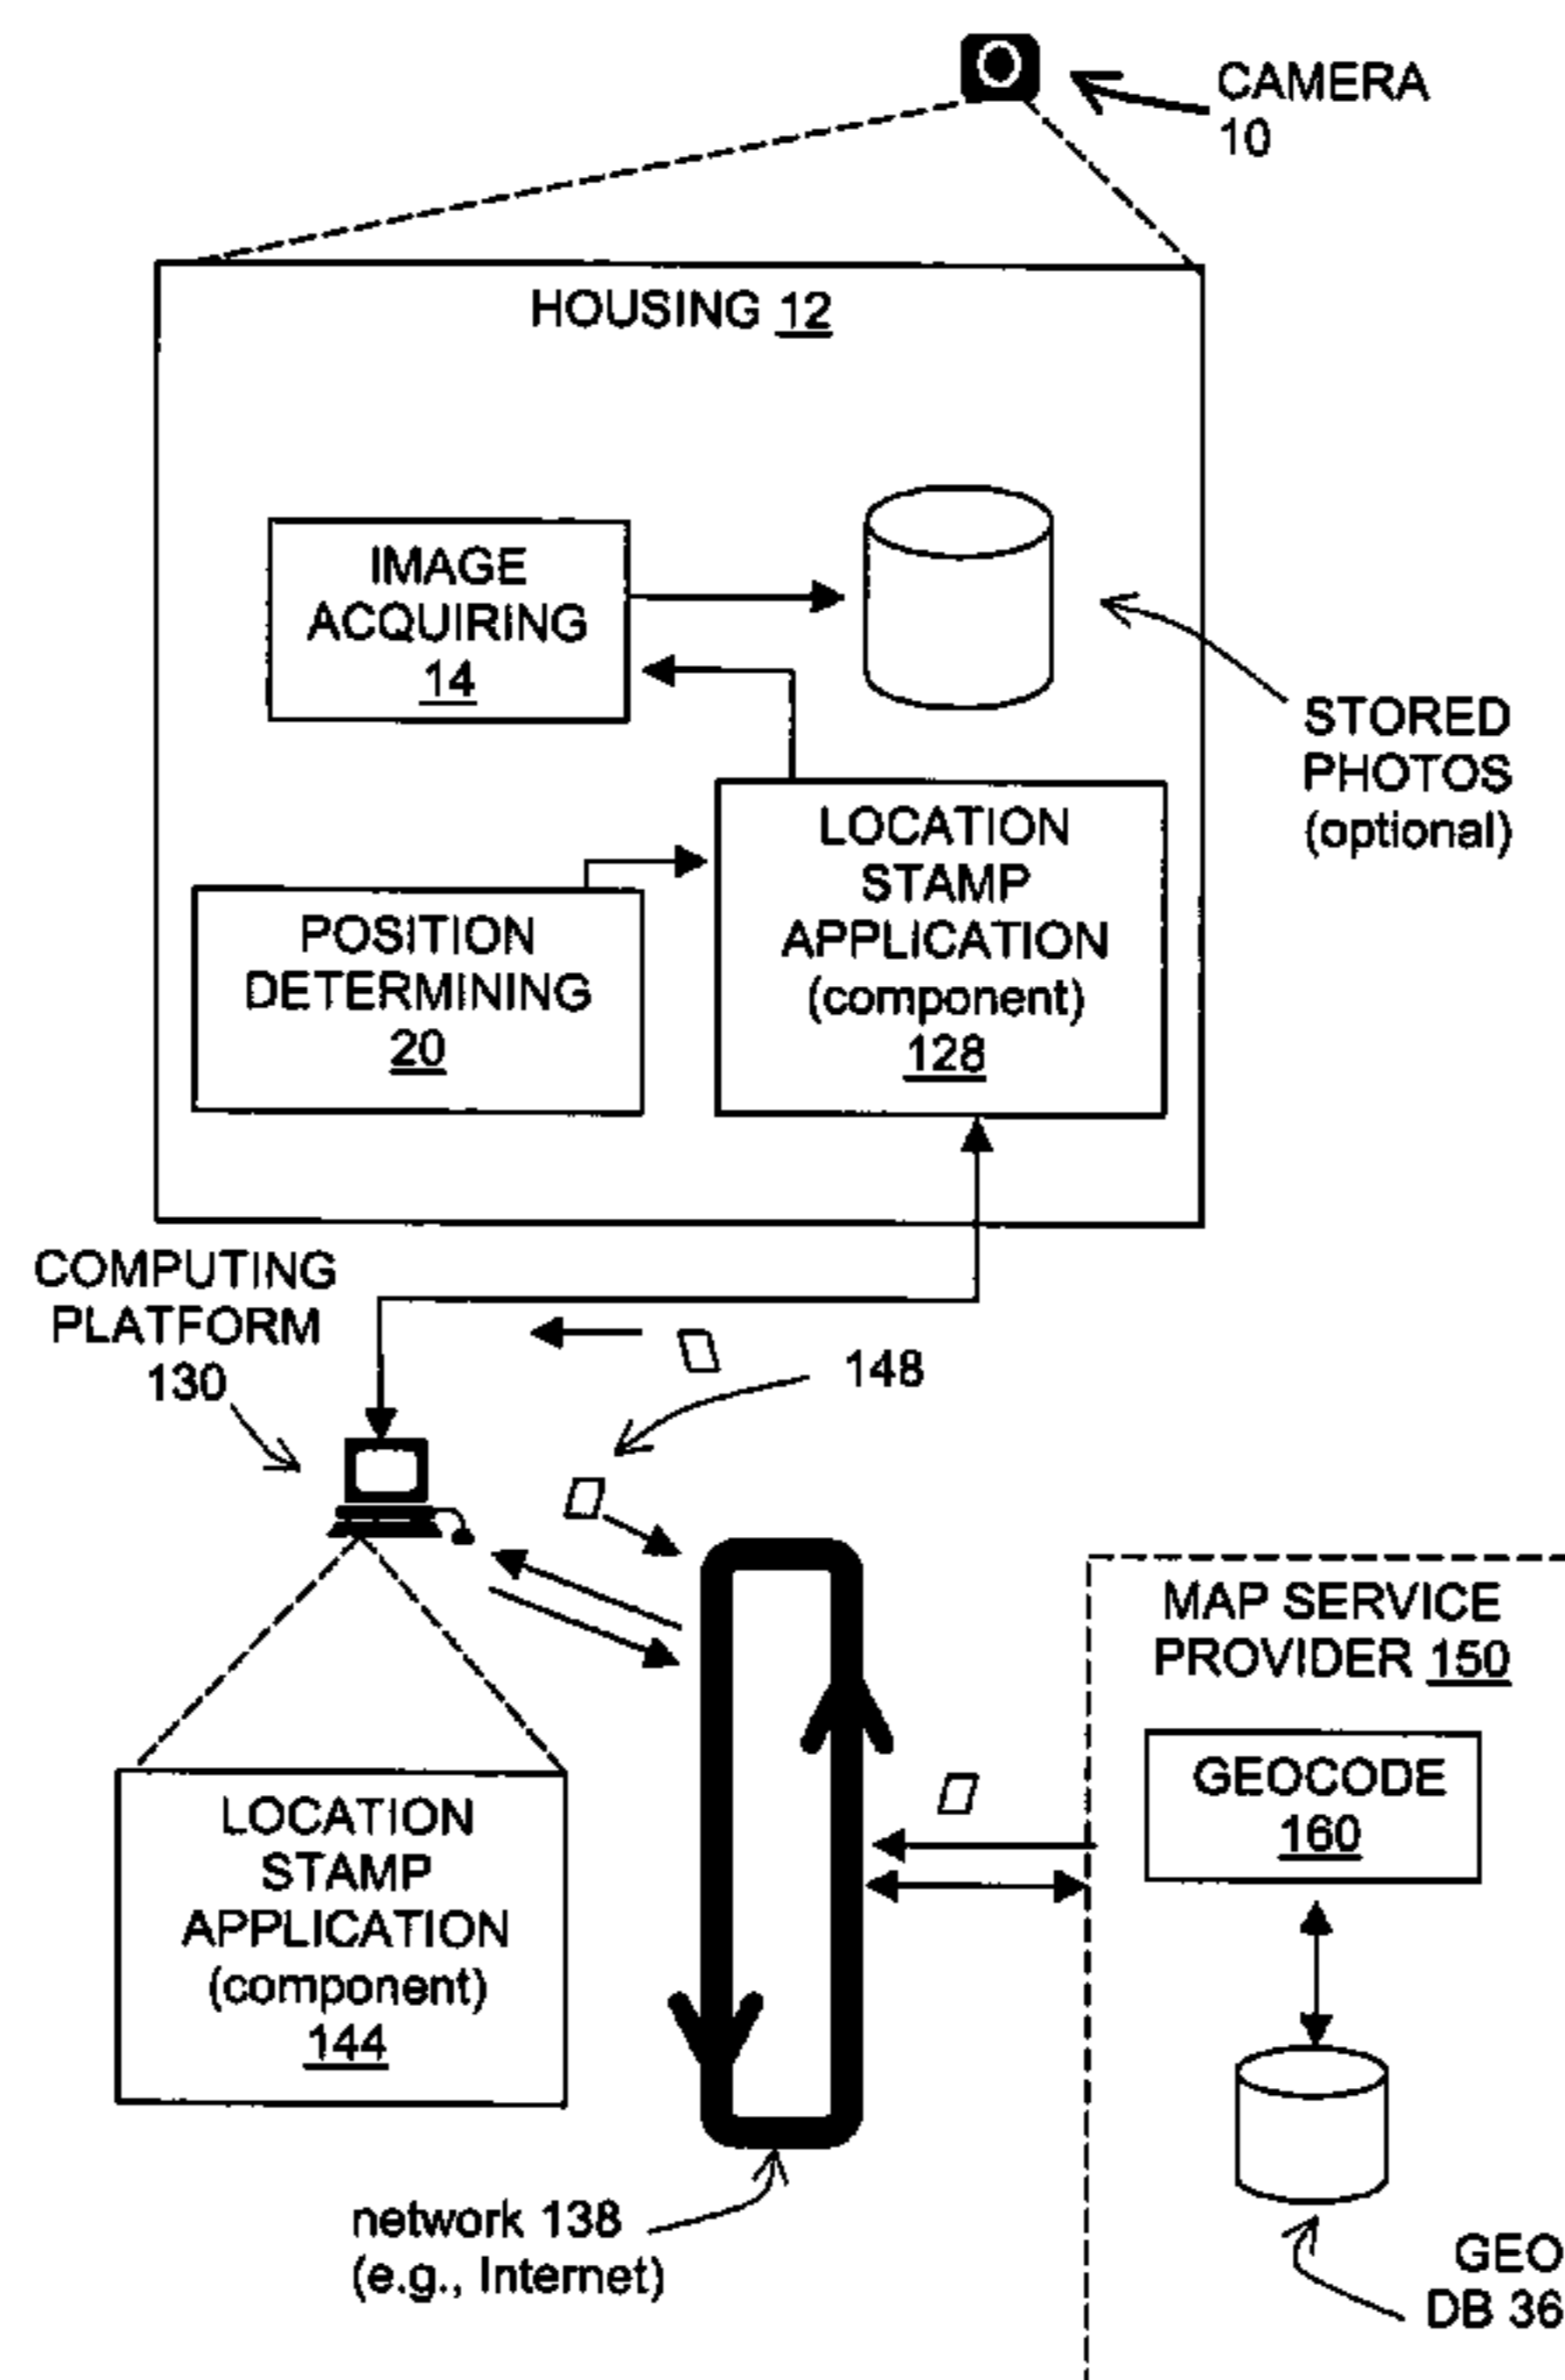 CAMERA
10
HOUSING 12
IMAGE
ACQUIRING
14
STORED
PHOTOS
(optional)
LOCATION
STAMP
APPLICATION
(component)
128
POSITION
DETERMINING
20
COMPUTING
PLATFORM
130
148
MAP SERVICE
PROVIDER 150
GEOCODE
160
LOCATION
STAMP
APPLICATION
(component)
144
network 138
(e.g., Internet)
GEO
DB 36